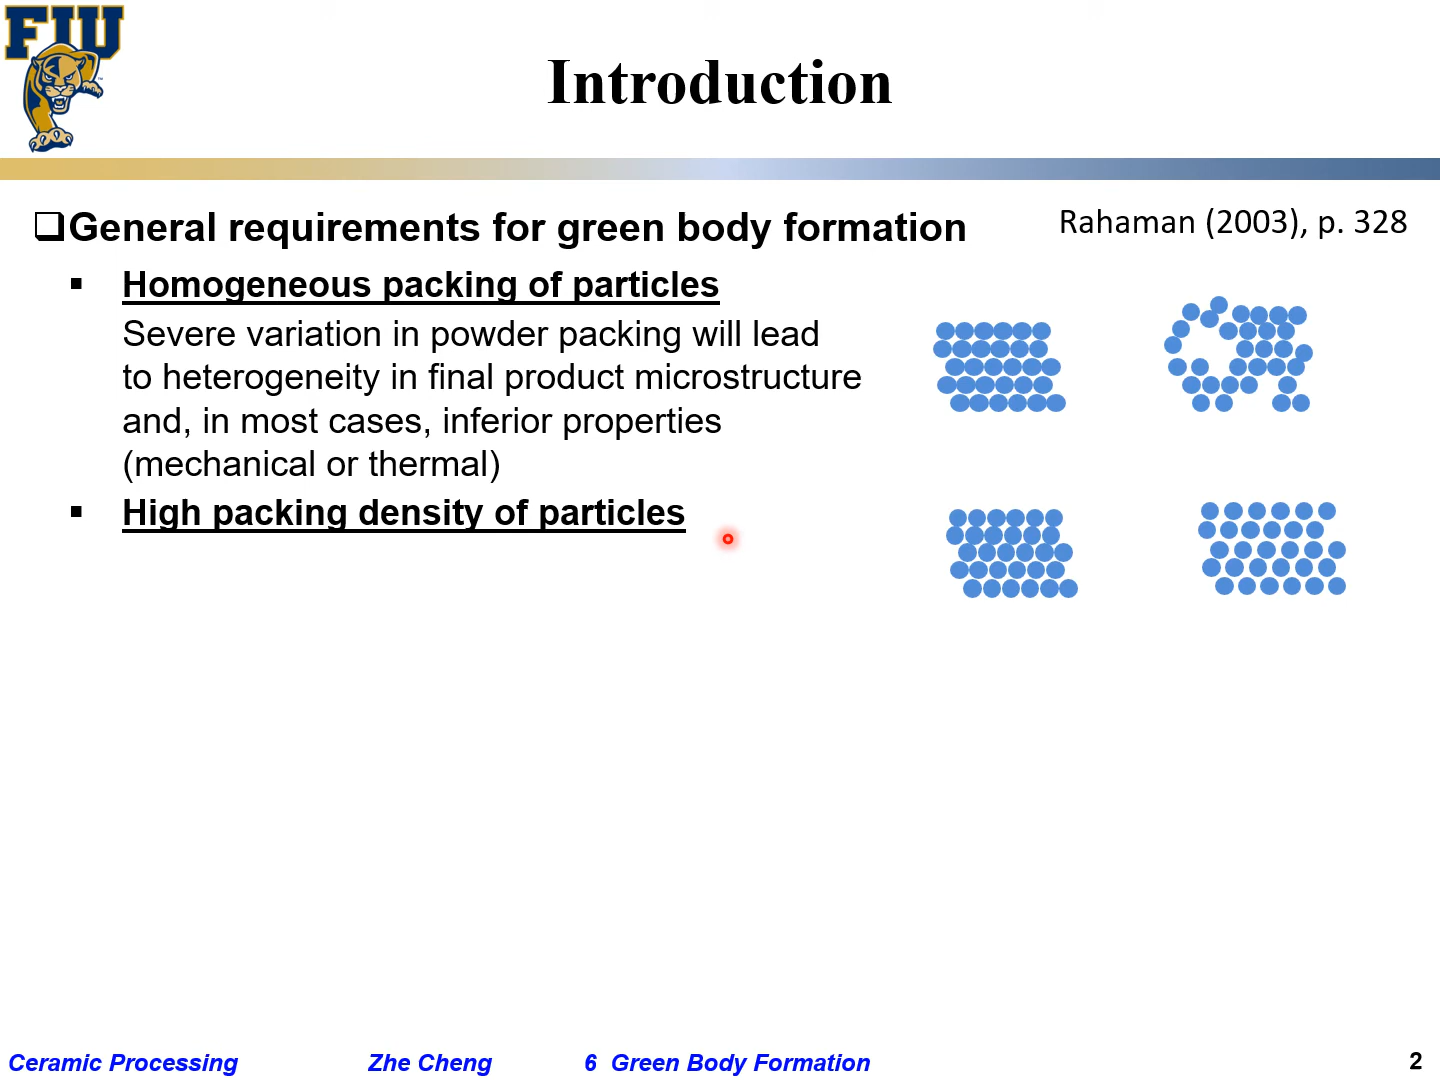 FIU
Introduction
General requirements for green body formation
Rahaman (2003), p. 328
Homogeneous packing of particles
Severe variation in powder packing will lead
to heterogeneity in final product microstructure
and, in most cases, inferior properties
(mechanical or thermal)
High packing density of particles
Ceramic Processing Zhe Cheng 6 Green Body Formation 2